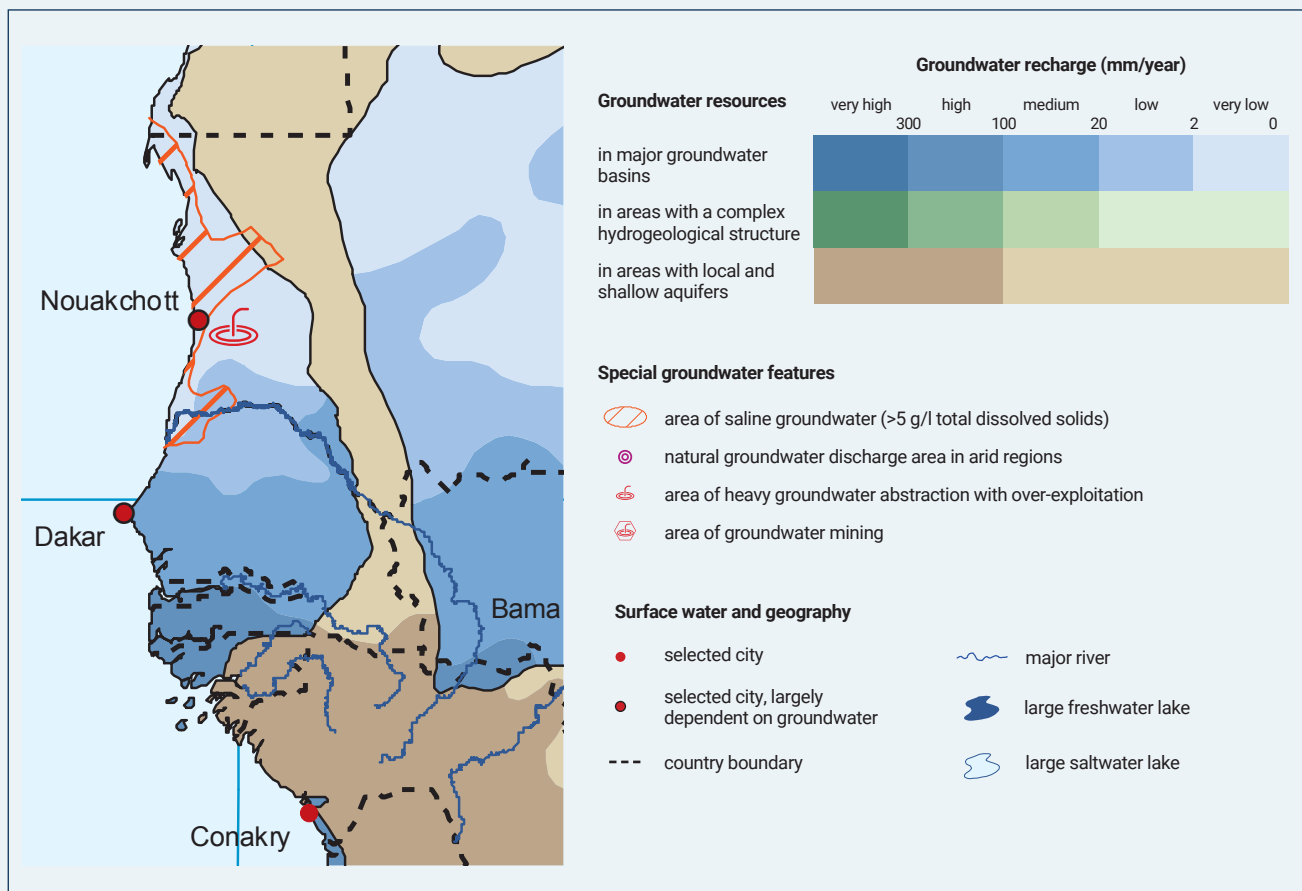 Nouakchott
Dakar
Bama
Conakry
Groundwater recharge (mm/year)
Groundwater resources
very high high medium low very low
300 100 20 2 0
in major groundwater
basins
in areas with a complex
hydrogeological structure
in areas with local and
shallow aquifers
Special groundwater features
area of saline groundwater (>5 g/l total dissolved solids)
natural groundwater discharge area in arid regions
area of heavy groundwater abstraction with over-exploitation
area of groundwater mining
Surface water and geography
selected city
selected city, largely
dependent on groundwater
country boundary
major river
large freshwater lake
large saltwater lake